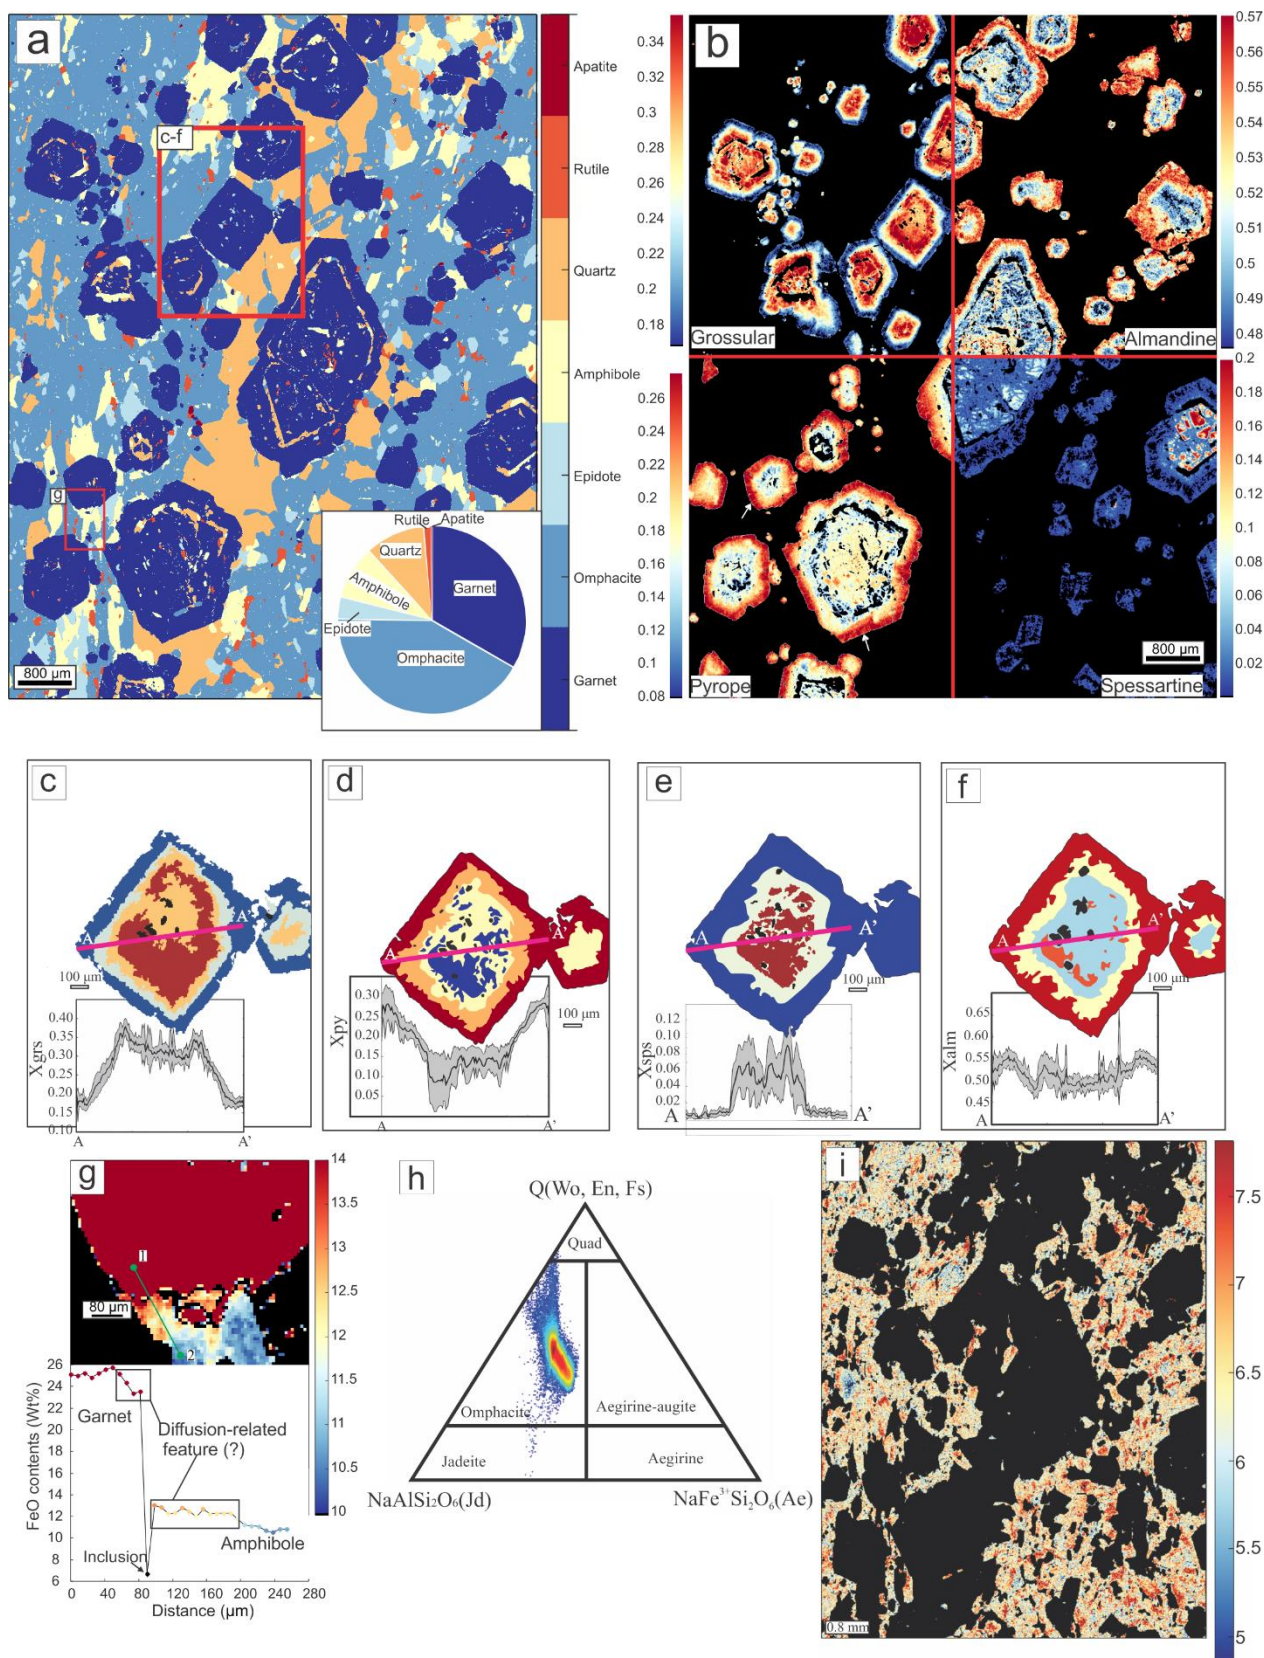 a
c-f
g
800 µm
Apatite
Rutile
Quartz
Amphibole
Epidote
Omphacite
Garnet
Rutile
Apatite
Quartz
Amphibole
Epidote
Garnet
Omphacite
b
0.34
0.32
0.3
0.28
0.26
0.24
0.22
0.2
0.18
Grossular
Almandine
0.57
0.56
0.55
0.54
0.53
0.52
0.51
0.5
0.49
0.48
0.26
0.24
0.22
0.2
0.18
0.16
0.14
0.12
0.1
0.08
Pyrope
Spessartine
800 µm
0.2
0.18
0.16
0.14
0.12
0.1
0.08
0.06
0.04
0.02
c
A
A'
100 µm
Xgrs
0.40
0.30
0.20
0.10
A
A'
d
A
A'
100 µm
Xpy
0.30
0.25
0.15
0.05
A
A'
e
A
A'
100 µm
Xsps
0.12
0.10
0.08
0.06
0.04
0.02
A
A'
f
A
A'
100 µm
Xalm
0.65
0.60
0.55
0.50
0.45
A
A'
g
1
2
80 µm
14
13.5
13
12.5
12
11.5
11
10.5
10
FeO contents (Wt%)
26
24
22
20
18
16
14
12
10
8
6
Garnet
Diffusion-related
feature (?)
Inclusion
Amphibole
0 40 80 120 160 200 240 280
Distance (µm)
h
Q(Wo, En, Fs)
Quad
Omphacite
Aegirine-augite
Jadeite
Aegirine
NaAlSi₂O₆(Jd)
NaFe³⁺Si₂O₆(Ae)
i
0.8 mm
7.5
7
6.5
6
5.5
5